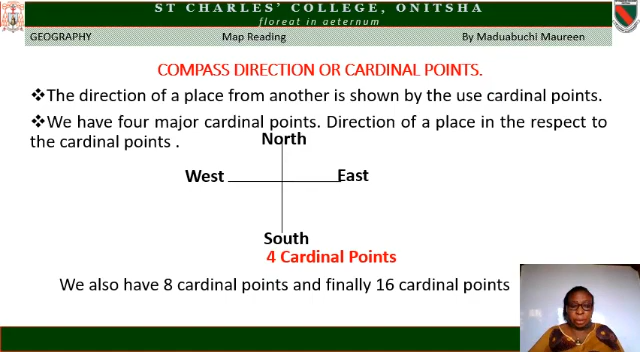 ST CHARLES' COLLEGE, ONITSHA
floreat in aeternum
GEOGRAPHY Map Reading By Maduabuchi Maureen
COMPASS DIRECTION OR CARDINAL POINTS.
❖The direction of a place from another is shown by the use cardinal points.
❖We have four major cardinal points. Direction of a place in the respect to
the cardinal points .
North
West East
South
4 Cardinal Points
We also have 8 cardinal points and finally 16 cardinal points